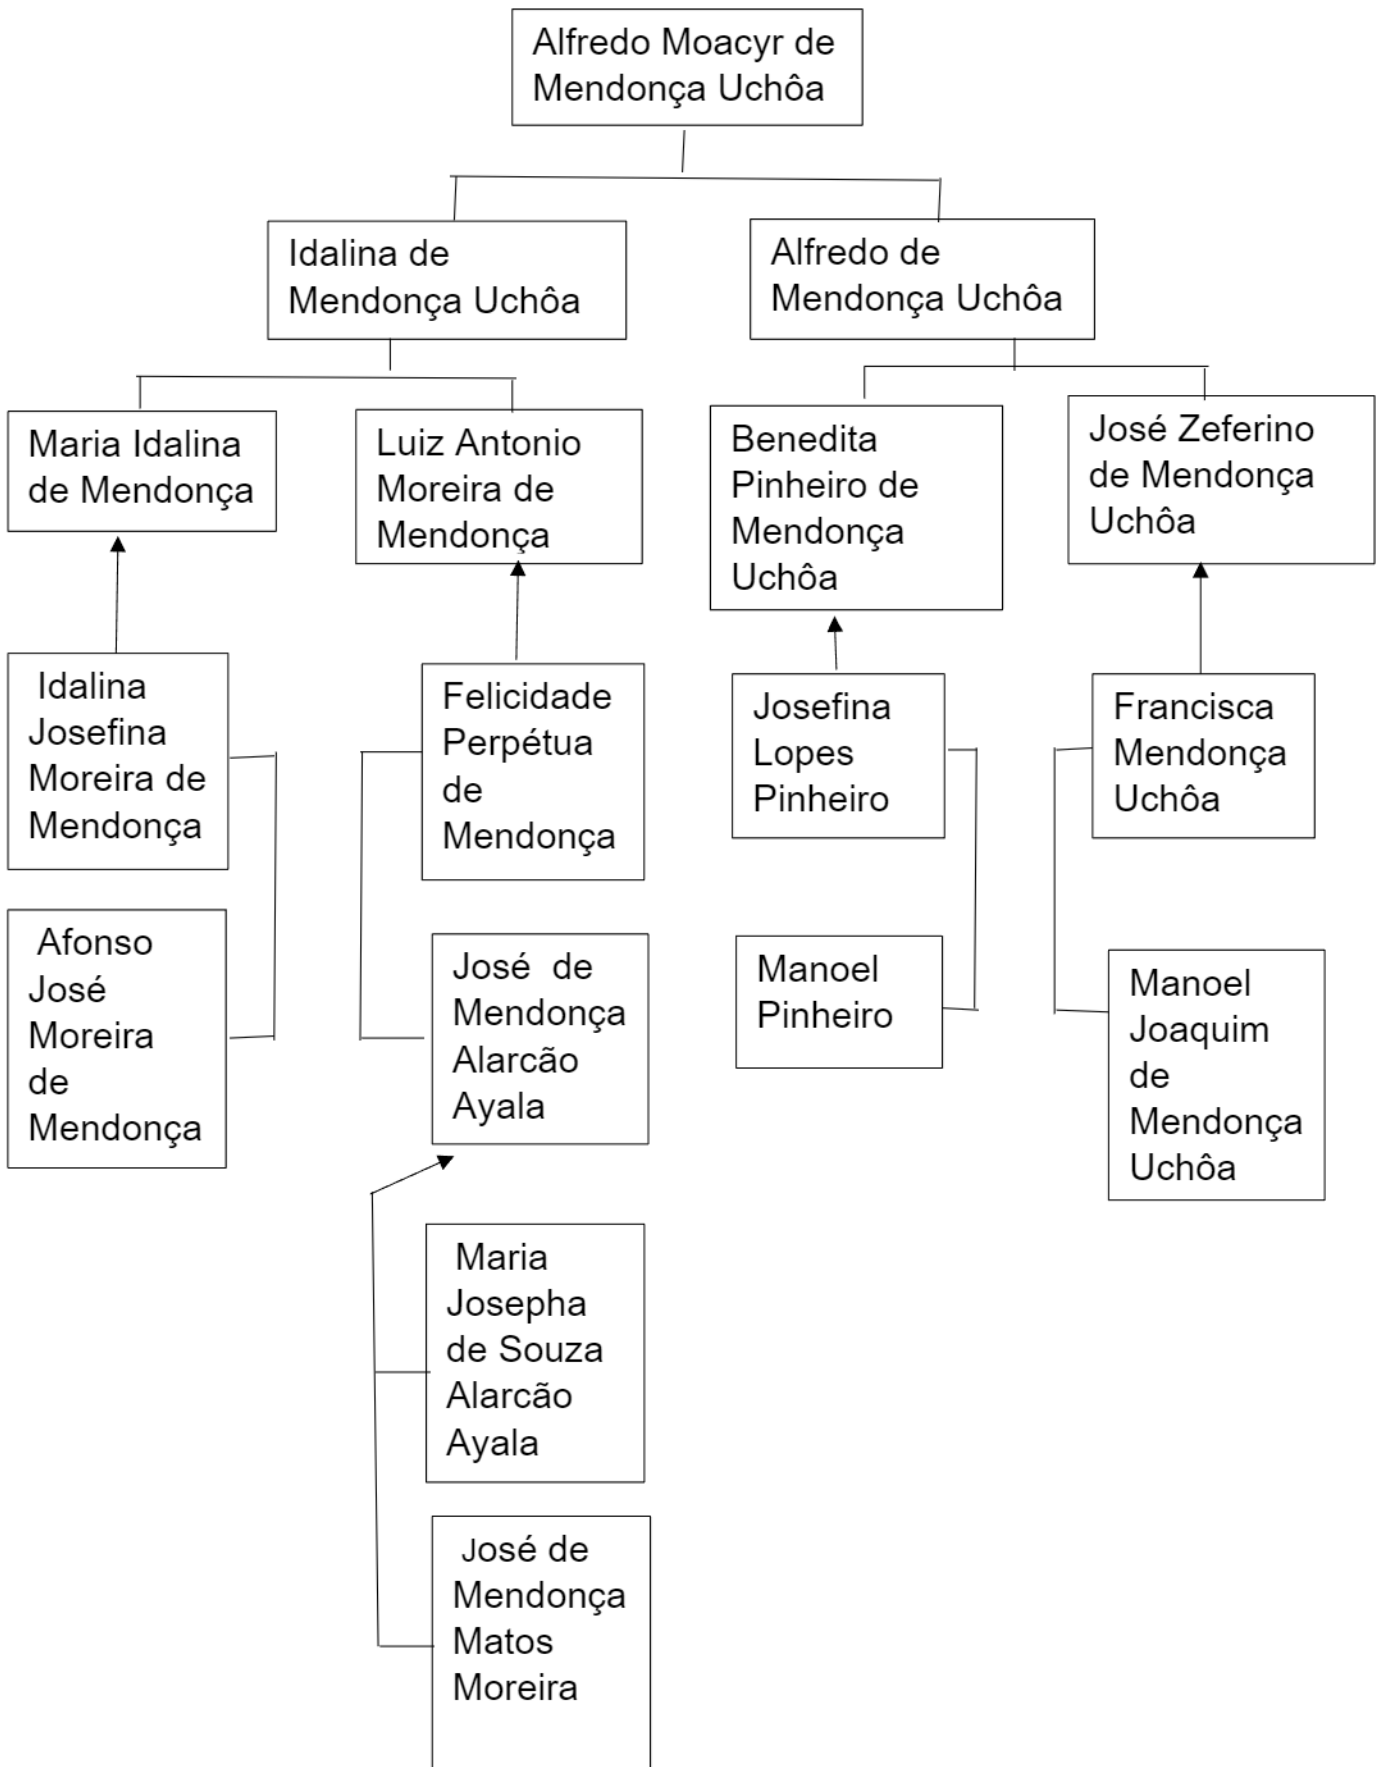 Alfredo Moacyr de
Mendonça Uchôa
Idalina de
Mendonça Uchôa
Alfredo de
Mendonça Uchôa
Maria Idalina
de Mendonça
Luiz Antonio
Moreira de
Mendonça
Benedita
Pinheiro de
Mendonça
Uchôa
José Zeferino
de Mendonça
Uchôa
Idalina
Josefina
Moreira de
Mendonça
Felicidade
Perpétua
de
Mendonça
Josefina
Lopes
Pinheiro
Francisca
Mendonça
Uchôa
Afonso
José
Moreira
de
Mendonça
José de
Mendonça
Alarcão
Ayala
Manoel
Pinheiro
Manoel
Joaquim
de
Mendonça
Uchôa
Maria
Josepha
de Souza
Alarcão
Ayala
José de
Mendonça
Matos
Moreira